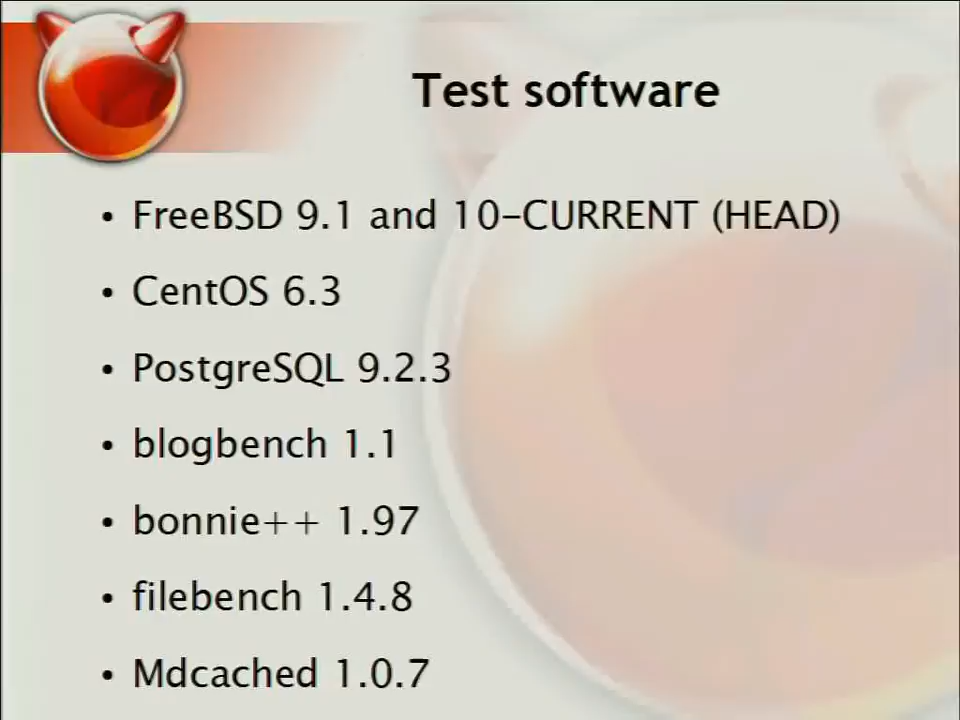 Test software
• FreeBSD 9.1 and 10-CURRENT (HEAD)
• CentOS 6.3
• PostgreSQL 9.2.3
• blogbench 1.1
• bonnie++ 1.97
• filebench 1.4.8
• Mdcached 1.0.7